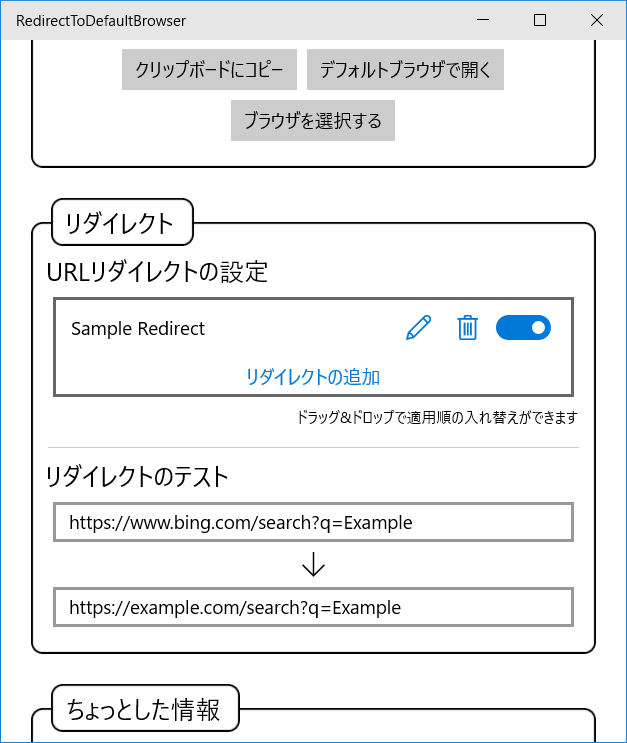 RedirectToDefaultBrowser
クリップボードにコピー デフォルトブラウザで開く
ブラウザを選択する
リダイレクト
URLリダイレクトの設定
Sample Redirect
リダイレクトの追加
ドラッグ&ドロップで適用順の入れ替えができます
リダイレクトのテスト
https://www.bing.com/search?q=Example
↓
https://example.com/search?q=Example
ちょっとした情報